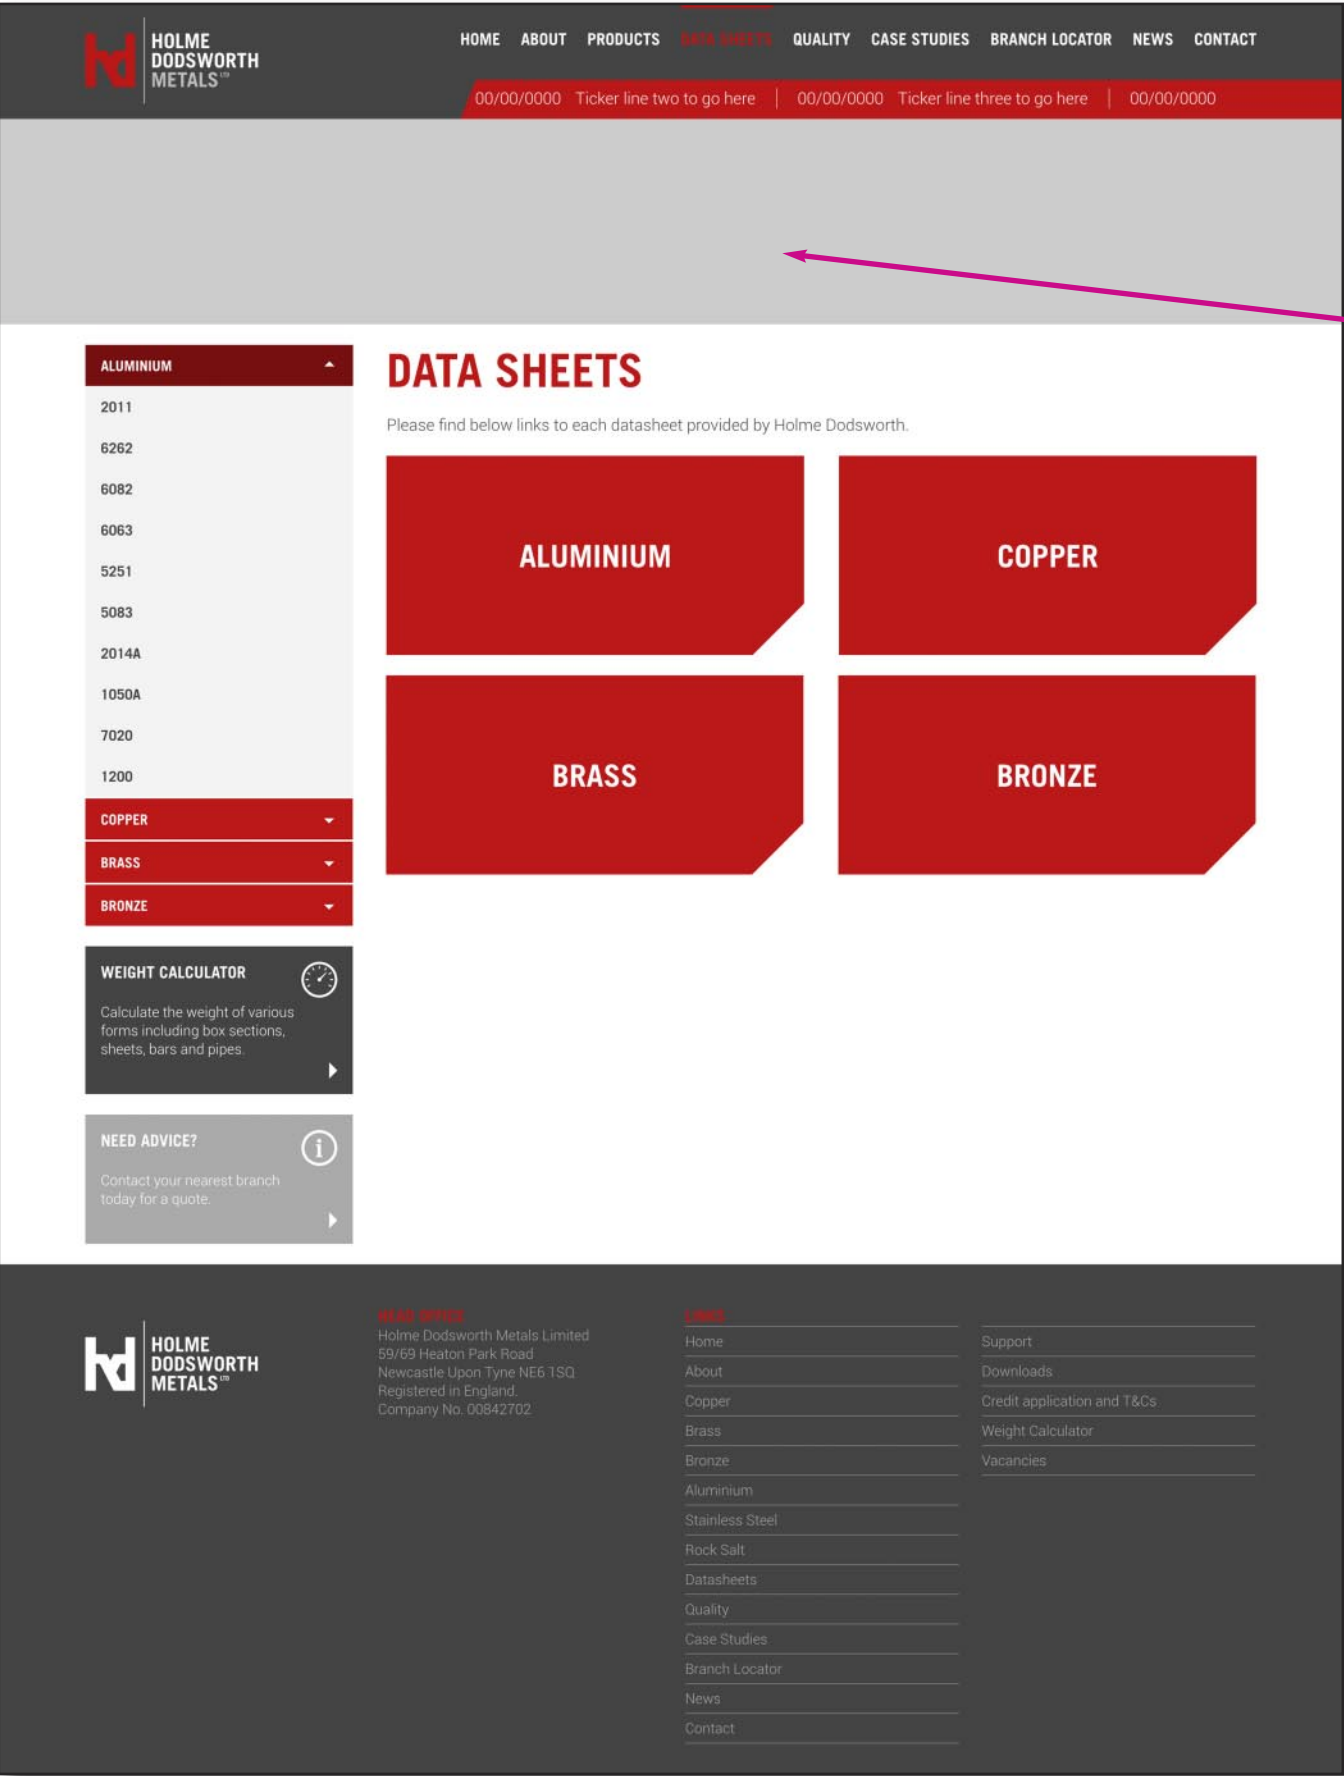 HOLME
DODSWORTH
METALS LTD
HOME ABOUT PRODUCTS DATA SHEETS QUALITY CASE STUDIES BRANCH LOCATOR NEWS CONTACT
00/00/0000 Ticker line two to go here | 00/00/0000 Ticker line three to go here | 00/00/0000
ALUMINIUM
2011
6262
6082
6063
5251
5083
2014A
1050A
7020
1200
COPPER
BRASS
BRONZE
DATA SHEETS
Please find below links to each datasheet provided by Holme Dodsworth.
ALUMINIUM
COPPER
BRASS
BRONZE
WEIGHT CALCULATOR
Calculate the weight of various
forms including box sections,
sheets, bars and pipes.
NEED ADVICE?
Contact your nearest branch
today for a quote.
HOLME
DODSWORTH
METALS LTD
HEAD OFFICE
Holme Dodsworth Metals Limited
59/69 Heaton Park Road
Newcastle Upon Tyne NE6 1SQ
Registered in England.
Company No. 00842702
LINKS
Home
About
Copper
Brass
Bronze
Aluminium
Stainless Steel
Rock Salt
Datasheets
Quality
Case Studies
Branch Locator
News
Contact
Support
Downloads
Credit application and T&Cs
Weight Calculator
Vacancies